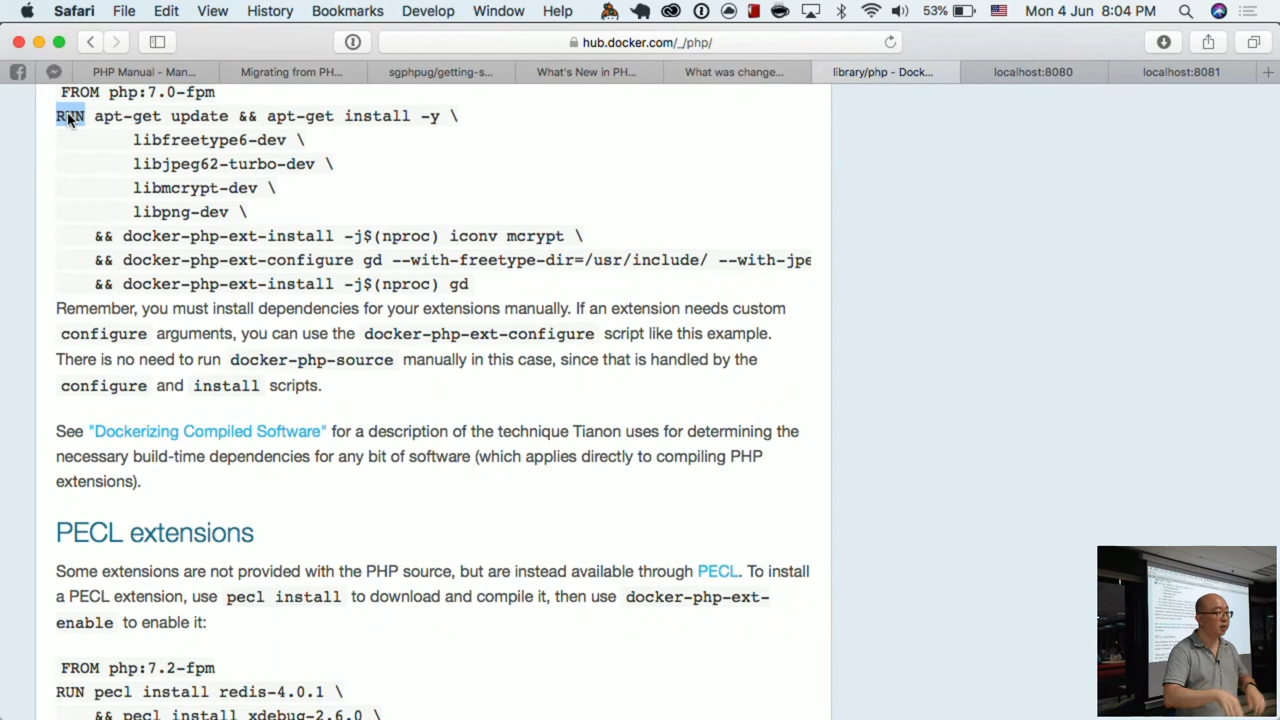 Safari File Edit View History Bookmarks Develop Window Help 53% Mon 4 Jun 8:04 PM
hub.docker.com/_/php/
PHP Manual - Man... Migrating from PH... sgphpug/getting-s... What's New in PH... What was change... library/php - Dock... localhost:8080 localhost:8081
FROM php:7.0-fpm
RUN apt-get update && apt-get install -y \
libfreetype6-dev \
libjpeg62-turbo-dev \
libmcrypt-dev \
libpng-dev \
&& docker-php-ext-install -j$(nproc) iconv mcrypt \
&& docker-php-ext-configure gd --with-freetype-dir=/usr/include/ --with-jpe
&& docker-php-ext-install -j$(nproc) gd
Remember, you must install dependencies for your extensions manually. If an extension needs custom
configure arguments, you can use the docker-php-ext-configure script like this example.
There is no need to run docker-php-source manually in this case, since that is handled by the
configure and install scripts.
See "Dockerizing Compiled Software" for a description of the technique Tianon uses for determining the
necessary build-time dependencies for any bit of software (which applies directly to compiling PHP
extensions).
PECL extensions
Some extensions are not provided with the PHP source, but are instead available through PECL. To install
a PECL extension, use pecl install to download and compile it, then use docker-php-ext-
enable to enable it:
FROM php:7.2-fpm
RUN pecl install redis-4.0.1 \
&& pecl install xdebug-2.6.0 \